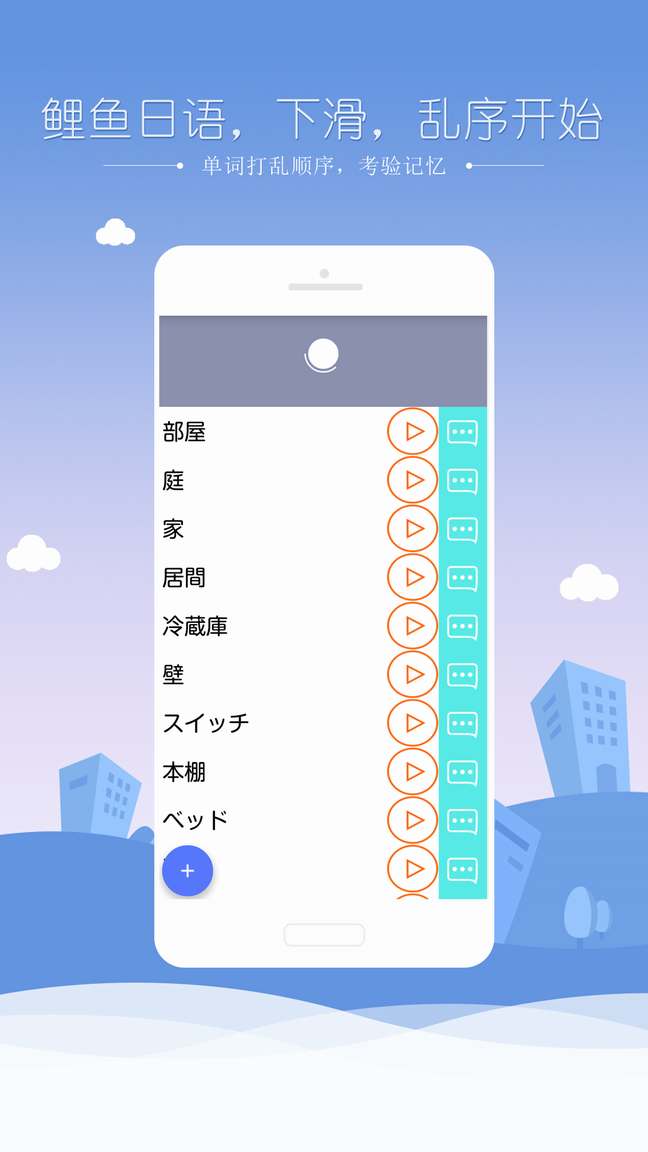 鲤鱼日语，下滑，乱序开始
单词打乱顺序，考验记忆
部屋
庭
家
居間
冷蔵庫
壁
スイッチ
本棚
ベッド
+